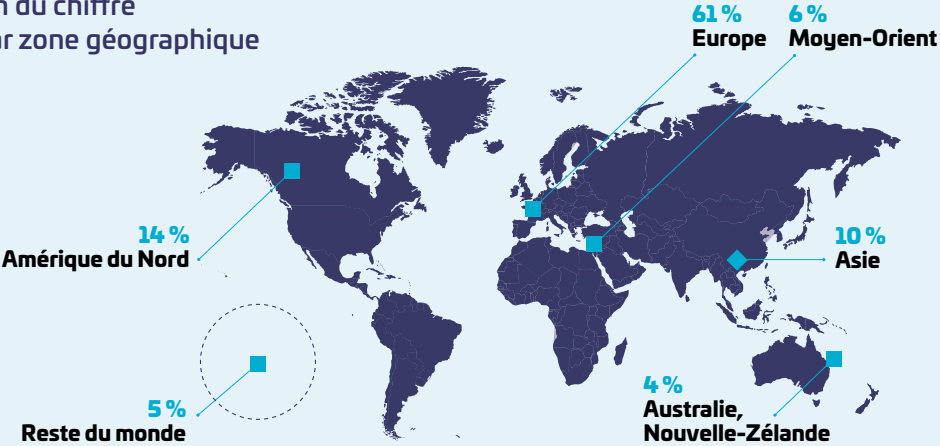 n du chiffre
ar zone géographique
61 %
Europe
6 %
Moyen-Orient
14 %
Amérique du Nord
10 %
Asie
5 %
Reste du monde
4 %
Australie,
Nouvelle-Zélande